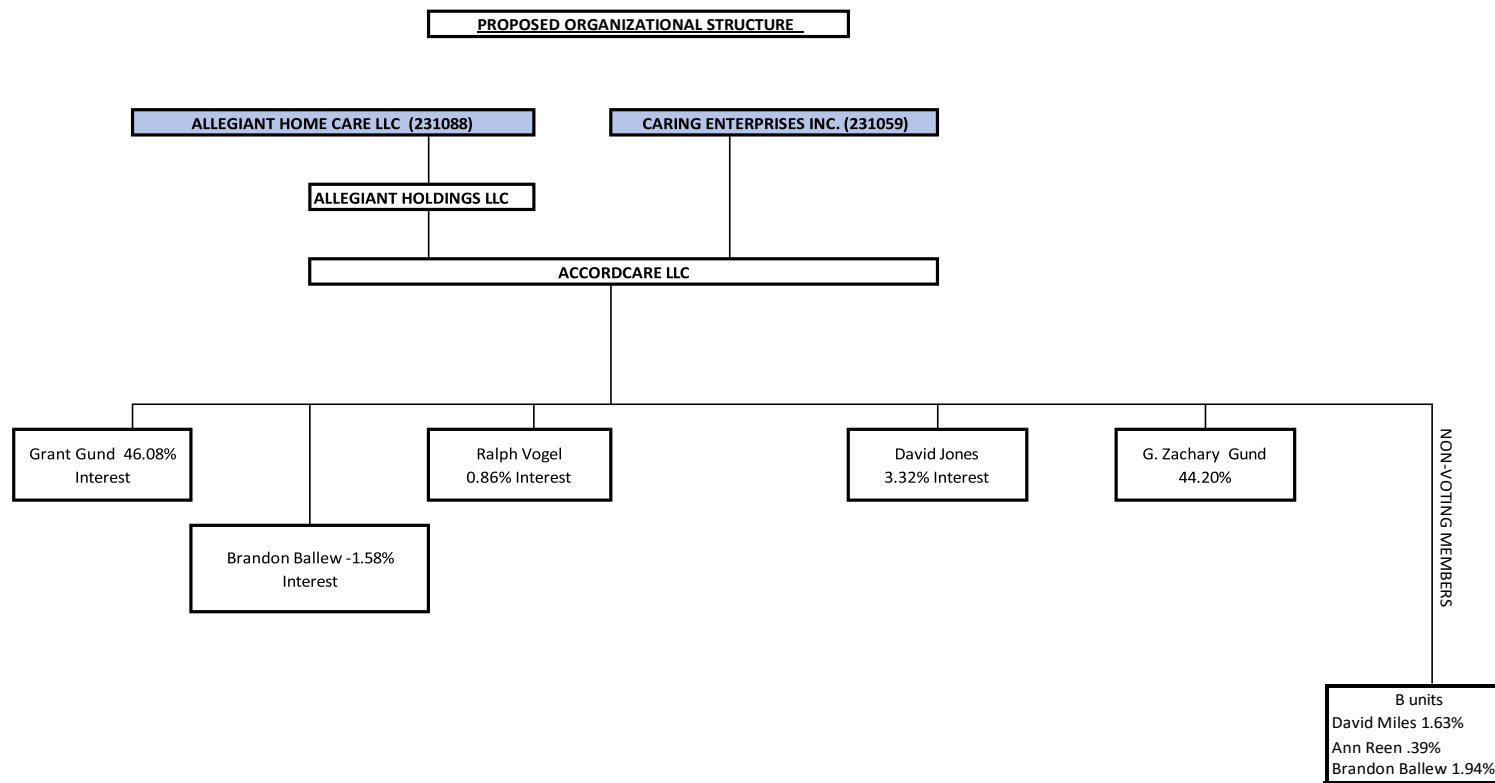 PROPOSED ORGANIZATIONAL STRUCTURE
ALLEGIANT HOME CARE LLC (231088)
CARING ENTERPRISES INC. (231059)
ALLEGIANT HOLDINGS LLC
ACCORDCARE LLC
Grant Gund 46.08%
Interest
Ralph Vogel
0.86% Interest
David Jones
3.32% Interest
G. Zachary Gund
44.20%
NON-VOTING MEMBERS
Brandon Ballew -1.58%
Interest
B units
David Miles 1.63%
Ann Reen .39%
Brandon Ballew 1.94%